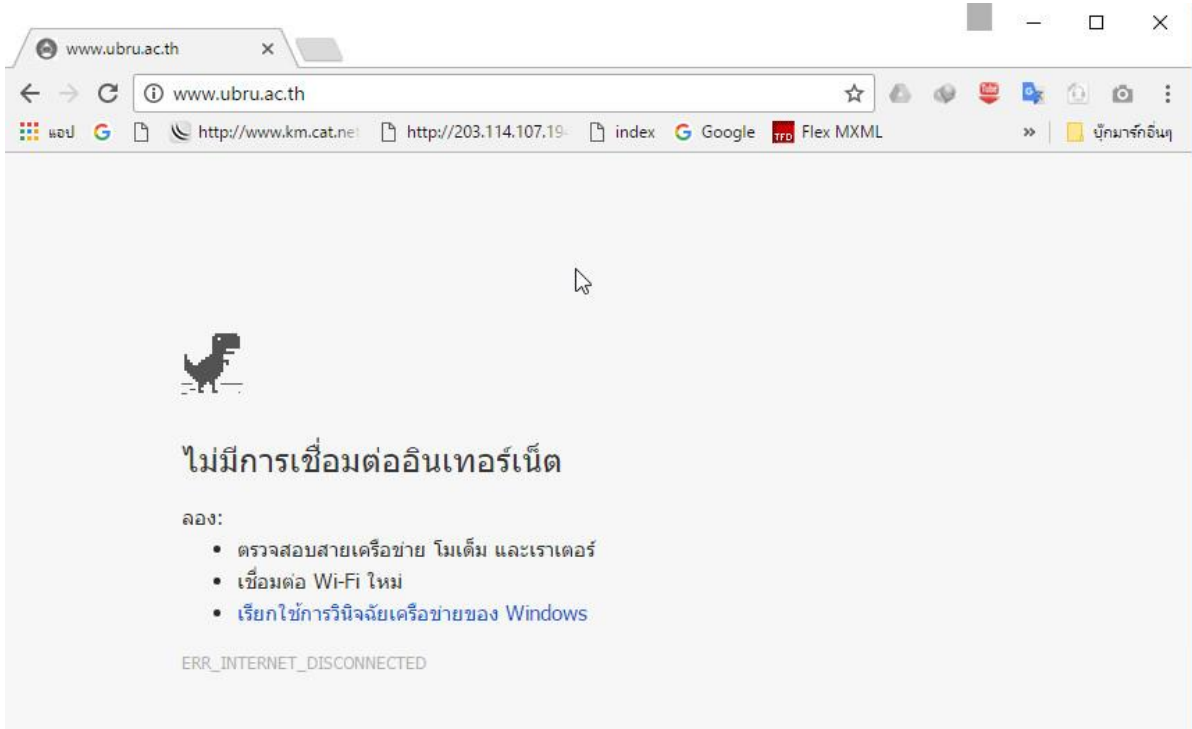 www.ubru.ac.th
www.ubru.ac.th
แอป http://www.km.cat.net http://203.114.107.19 index Google Flex MXML » บุ๊กมาร์กอื่นๆ
ไม่มีการเชื่อมต่ออินเทอร์เน็ต
ลอง:
ตรวจสอบสายเครือข่าย โมเด็ม และเราเตอร์
เชื่อมต่อ Wi-Fi ใหม่
เรียกใช้การวินิจฉัยเครือข่ายของ Windows
ERR_INTERNET_DISCONNECTED